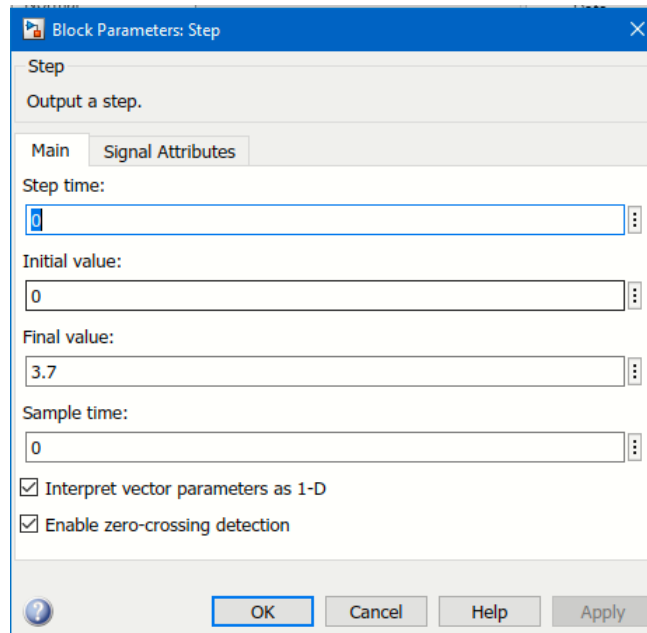 Block Parameters: Step
Step
Output a step.
Main Signal Attributes
Step time:
0
Initial value:
0
Final value:
3.7
Sample time:
0
Interpret vector parameters as 1-D
Enable zero-crossing detection
OK Cancel Help Apply